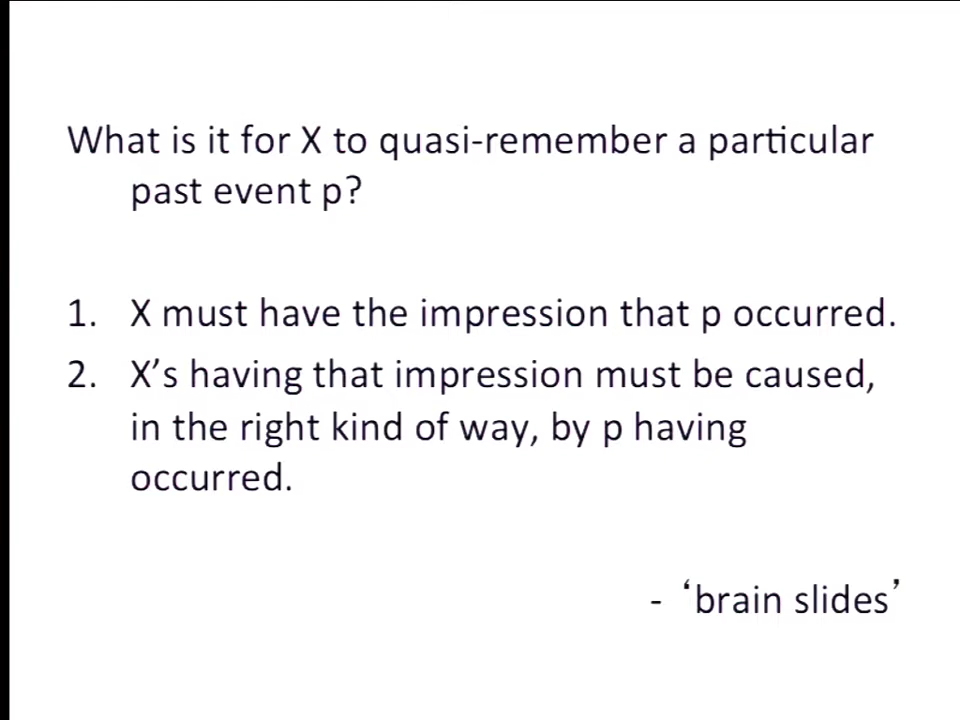 What is it for X to quasi-remember a particular
past event p?
1. X must have the impression that p occurred.
2. X’s having that impression must be caused,
in the right kind of way, by p having
occurred.
- ‘brain slides’